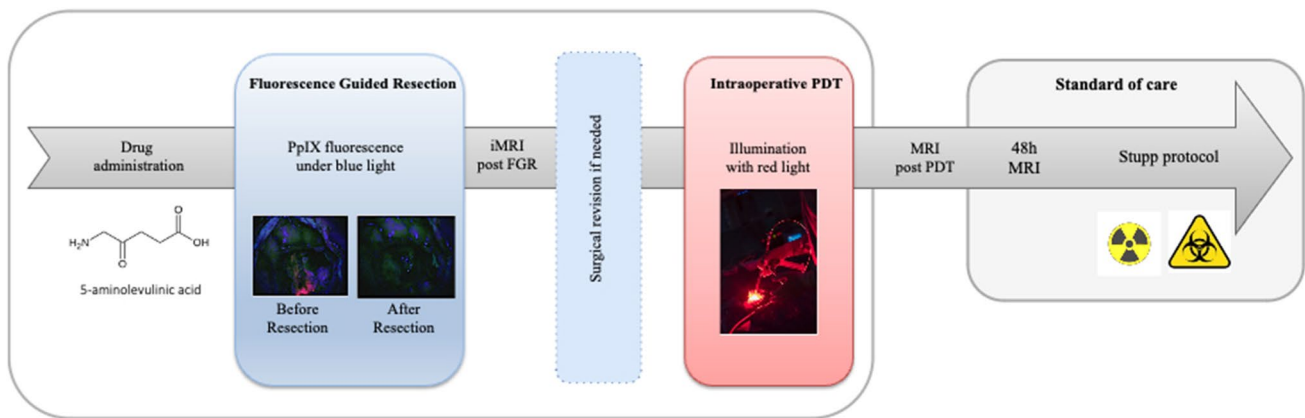 Fluorescence Guided Resection
Intraoperative PDT
Standard of care
Drug
administration
PpIX fluorescence
under blue light
iMRI
post FGR
Surgical revision if needed
Illumination
with red light
MRI
post PDT
48h
MRI
Stupp protocol
H₂N
O
O
OH
5-aminolevulinic acid
Before
Resection
After
Resection